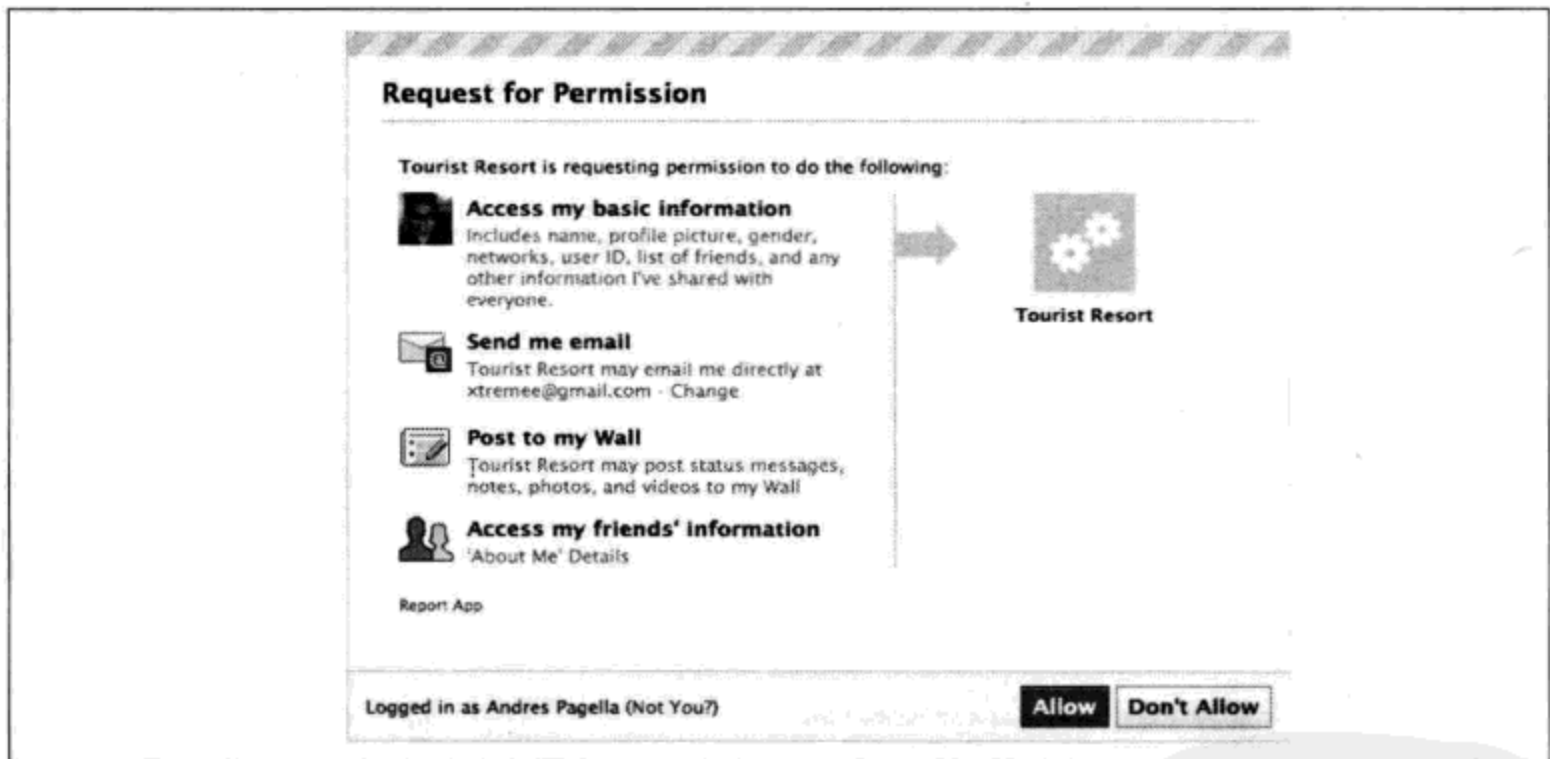 Request for Permission
Tourist Resort is requesting permission to do the following:
Access my basic information
Includes name, profile picture, gender,
networks, user ID, list of friends, and any
other information I've shared with
everyone.
Tourist Resort
Send me email
Tourist Resort may email me directly at
xtremee@gmail.com · Change
Post to my Wall
Tourist Resort may post status messages,
notes, photos, and videos to my Wall
Access my friends' information
'About Me' Details
Report App
Logged in as Andres Pagella (Not You?)
Allow
Don't Allow